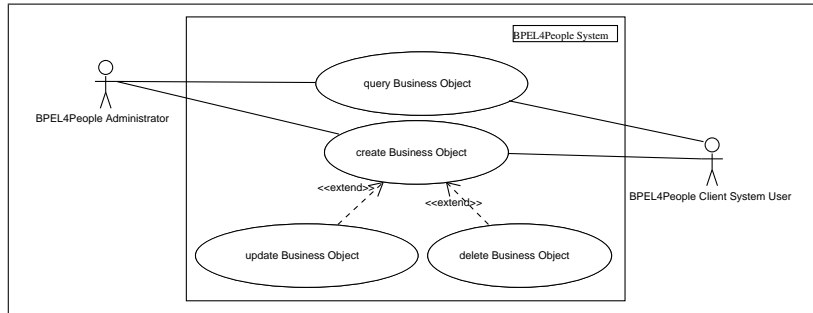 BPEL4People System
query Business Object
BPEL4People Administrator
create Business Object
<<extend>>
<<extend>>
BPEL4People Client System User
update Business Object
delete Business Object